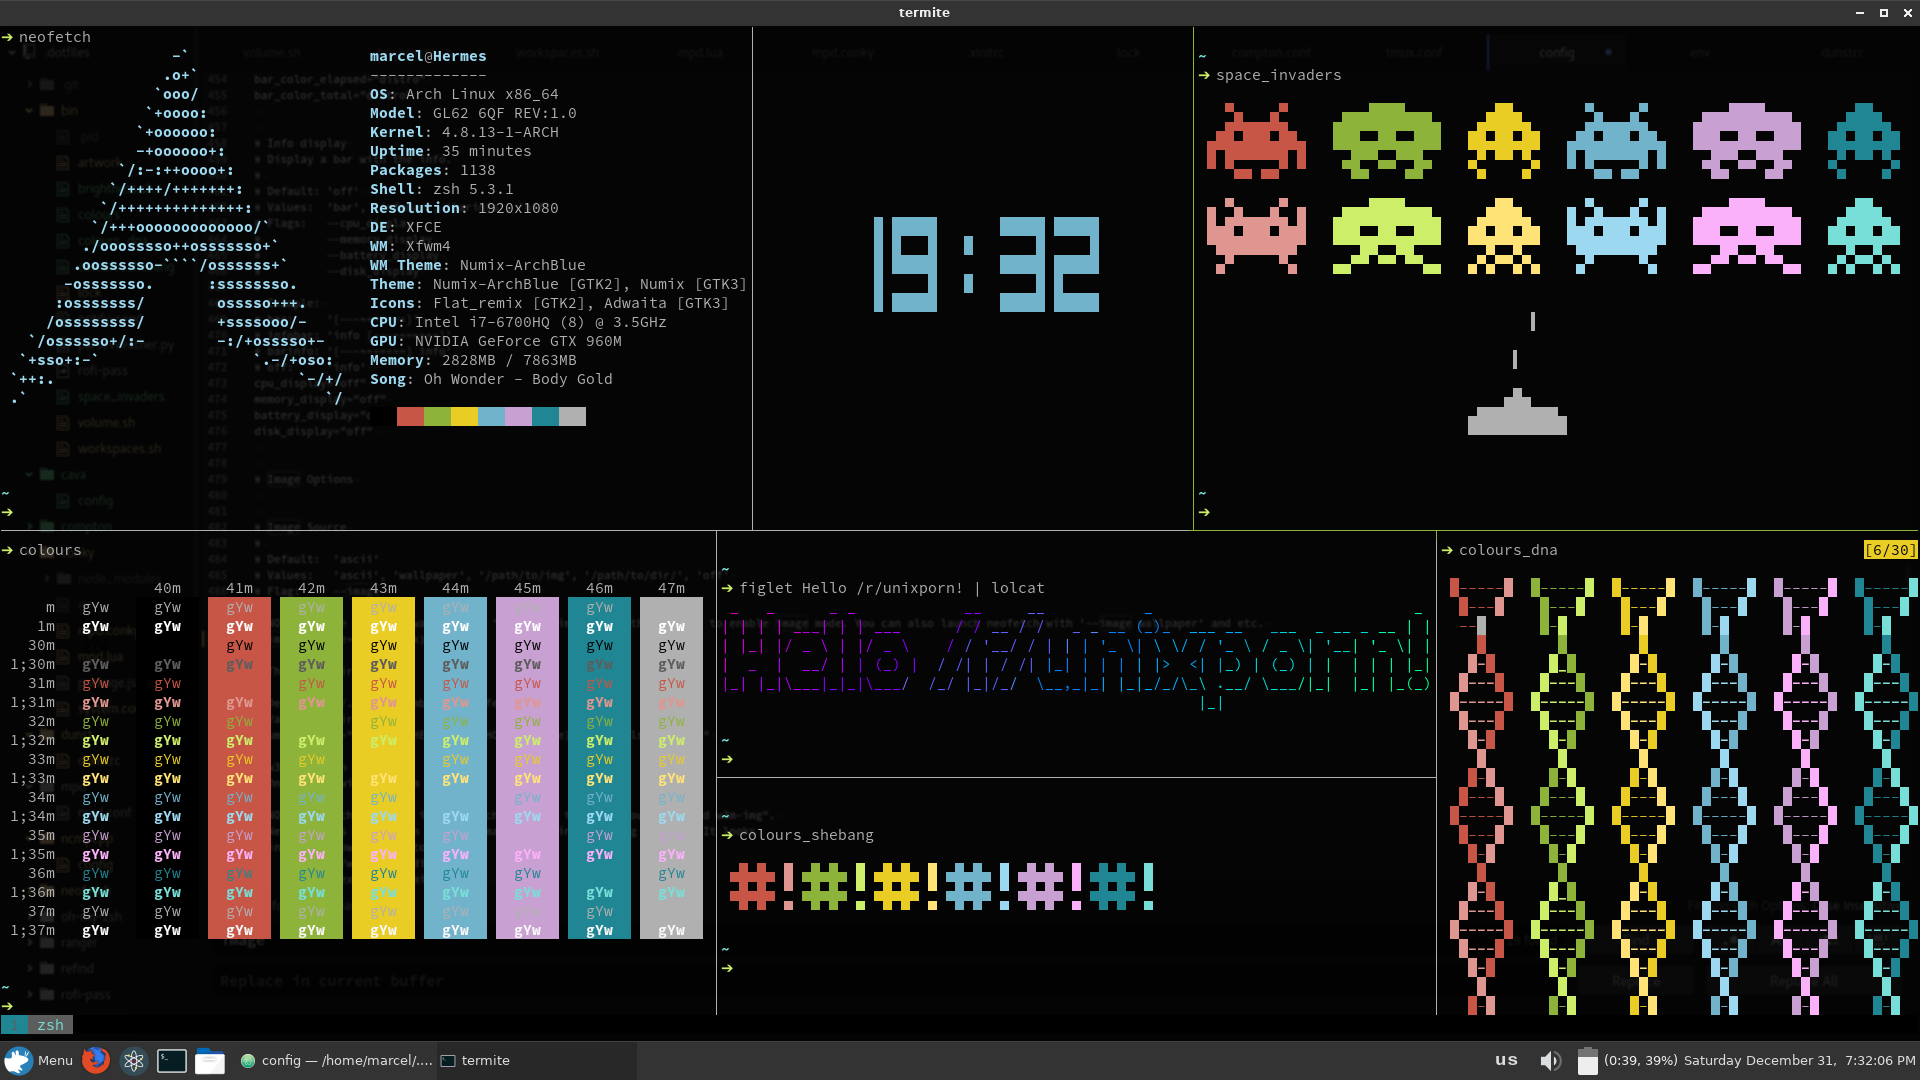 termite
neofetch
marcel@Hermes
-------------
OS: Arch Linux x86_64
Model: GL62 6QF REV:1.0
Kernel: 4.8.13-1-ARCH
Uptime: 35 minutes
Packages: 1138
Shell: zsh 5.3.1
Resolution: 1920x1080
DE: XFCE
WM: Xfwm4
WM Theme: Numix-ArchBlue
Theme: Numix-ArchBlue [GTK2], Numix [GTK3]
Icons: Flat_remix [GTK2], Adwaita [GTK3]
CPU: Intel i7-6700HQ (8) @ 3.5GHz
GPU: NVIDIA GeForce GTX 960M
Memory: 2828MB / 7863MB
Song: Oh Wonder - Body Gold
19:32
~
➔ space_invaders
~
➔
~
➔
➔ colours
40m 41m 42m 43m 44m 45m 46m 47m
m gYw gYw gYw gYw gYw gYw gYw gYw gYw
1m gYw gYw gYw gYw gYw gYw gYw gYw gYw
30m gYw gYw gYw gYw gYw gYw gYw
1;30m gYw gYw gYw gYw gYw gYw gYw gYw gYw
31m gYw gYw gYw gYw gYw gYw gYw gYw
1;31m gYw gYw gYw gYw gYw gYw gYw gYw gYw
32m gYw gYw gYw gYw gYw gYw gYw gYw
1;32m gYw gYw gYw gYw gYw gYw gYw gYw gYw
33m gYw gYw gYw gYw gYw gYw gYw gYw
1;33m gYw gYw gYw gYw gYw gYw gYw gYw gYw
34m gYw gYw gYw gYw gYw gYw gYw gYw
1;34m gYw gYw gYw gYw gYw gYw gYw gYw gYw
35m gYw gYw gYw gYw gYw gYw gYw gYw
1;35m gYw gYw gYw gYw gYw gYw gYw gYw gYw
36m gYw gYw gYw gYw gYw gYw gYw gYw
1;36m gYw gYw gYw gYw gYw gYw gYw gYw gYw
37m gYw gYw gYw gYw gYw gYw gYw gYw
1;37m gYw gYw gYw gYw gYw gYw gYw gYw gYw
~
➔
~
➔ figlet Hello /r/unixporn! | lolcat
Hello /r/unixporn!
~
➔
~
➔ colours_shebang
#!#!#!#!#!#!
~
➔
➔ colours_dna [6/30]
1 zsh
Menu config — /home/marcel/.... termite us (0:39, 39%) Saturday December 31, 7:32:06 PM